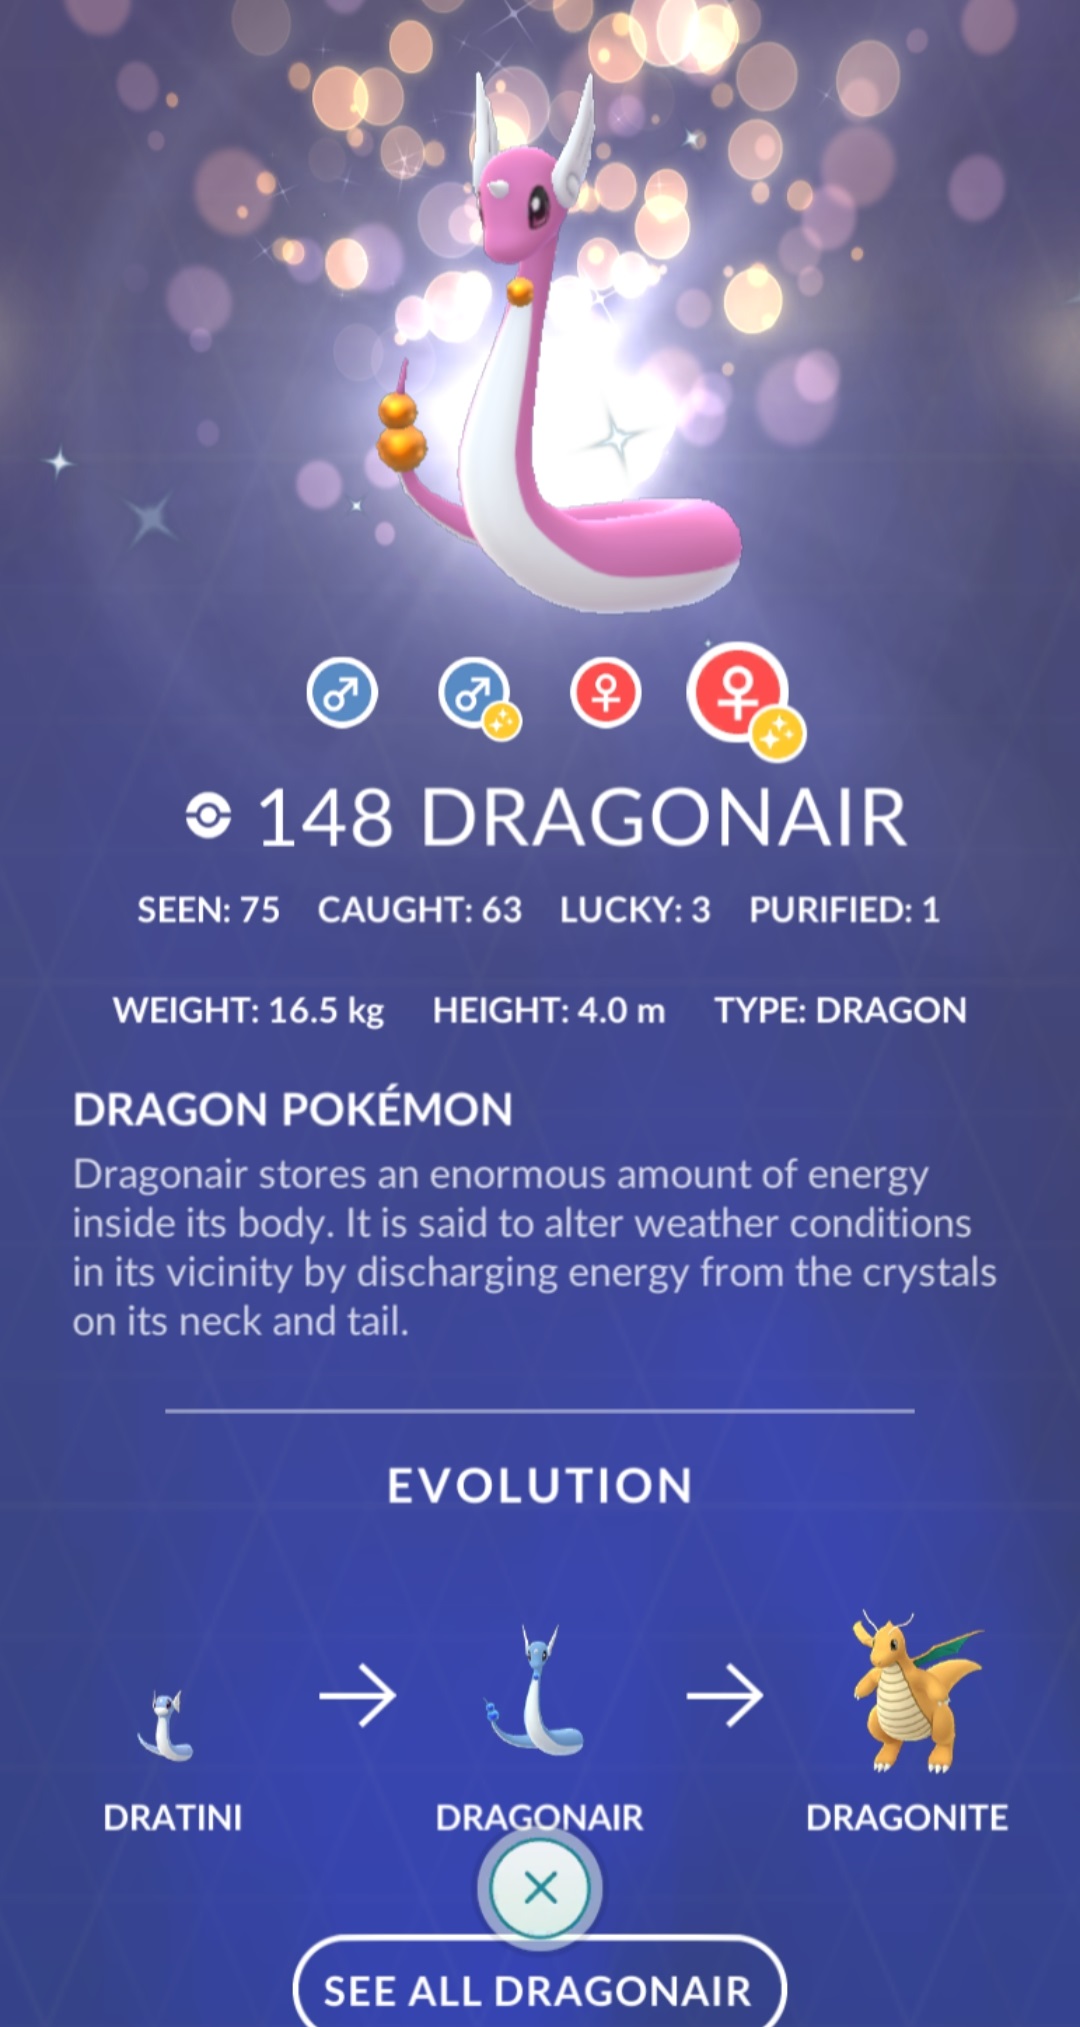 148 DRAGONAIR
SEEN: 75 CAUGHT: 63 LUCKY: 3 PURIFIED: 1
WEIGHT: 16.5 kg HEIGHT: 4.0 m TYPE: DRAGON
DRAGON POKÉMON
Dragonair stores an enormous amount of energy
inside its body. It is said to alter weather conditions
in its vicinity by discharging energy from the crystals
on its neck and tail.
EVOLUTION
DRATINI DRAGONAIR DRAGONITE
SEE ALL DRAGONAIR